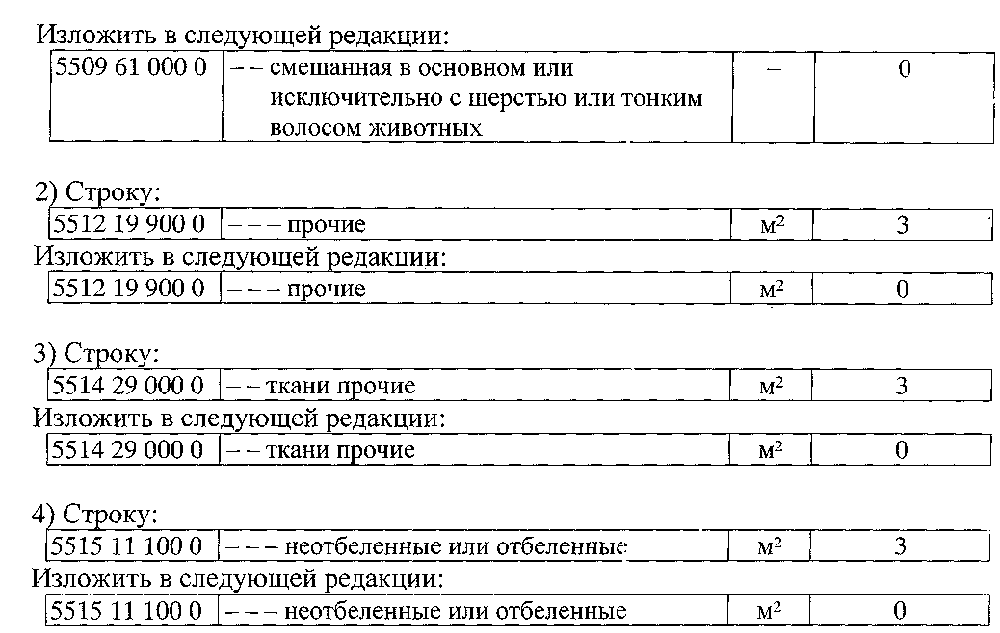 Изложить в следующей редакции:
5509 61 000 0 – – смешанная в основном или – 0
исключительно с шерстью или тонким
волосом животных
2) Строку:
5512 19 900 0 – – – прочие м² 3
Изложить в следующей редакции:
5512 19 900 0 – – – прочие м² 0
3) Строку:
5514 29 000 0 – – ткани прочие м² 3
Изложить в следующей редакции:
5514 29 000 0 – – ткани прочие м² 0
4) Строку:
5515 11 100 0 – – – неотбеленные или отбеленные м² 3
Изложить в следующей редакции:
5515 11 100 0 – – – неотбеленные или отбеленные м² 0